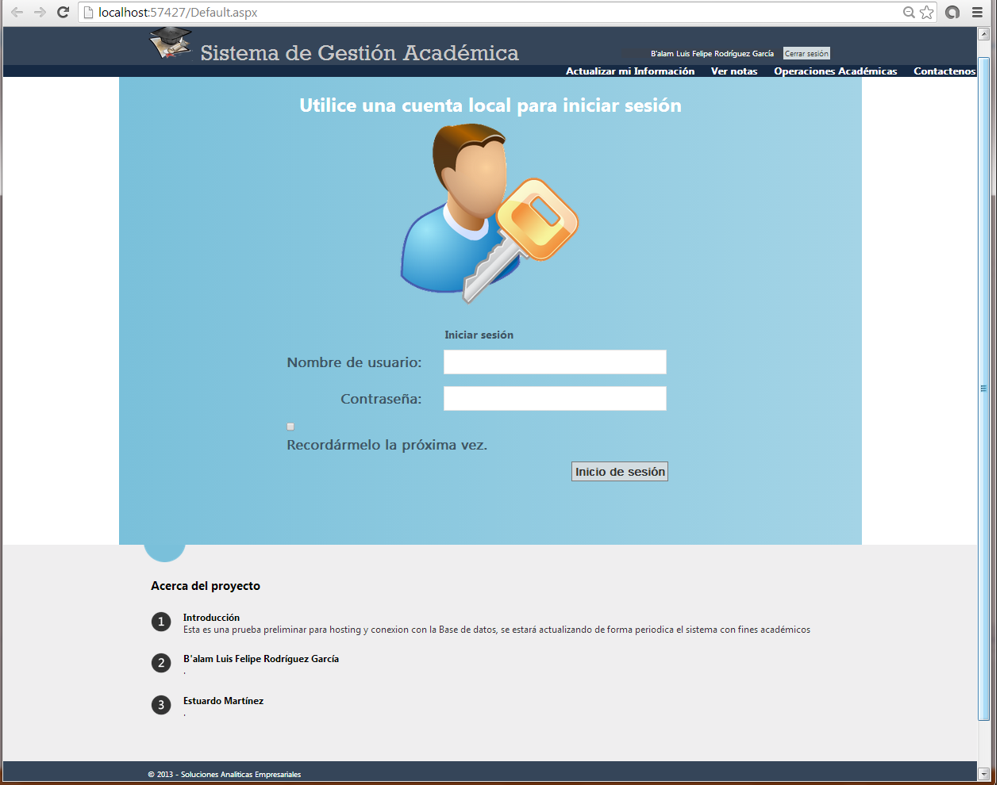 localhost:57427/Default.aspx
Sistema de Gestión Académica
B'alam Luis Felipe Rodríguez García Cerrar sesión
Actualizar mi Información Ver notas Operaciones Académicas Contactenos
Utilice una cuenta local para iniciar sesión
Iniciar sesión
Nombre de usuario:
Contraseña:
Recordármelo la próxima vez.
Inicio de sesión
Acerca del proyecto
1 Introducción
Esta es una prueba preliminar para hosting y conexion con la Base de datos, se estará actualizando de forma periodica el sistema con fines académicos
2 B'alam Luis Felipe Rodríguez García
.
3 Estuardo Martínez
.
© 2013 - Soluciones Analíticas Empresariales